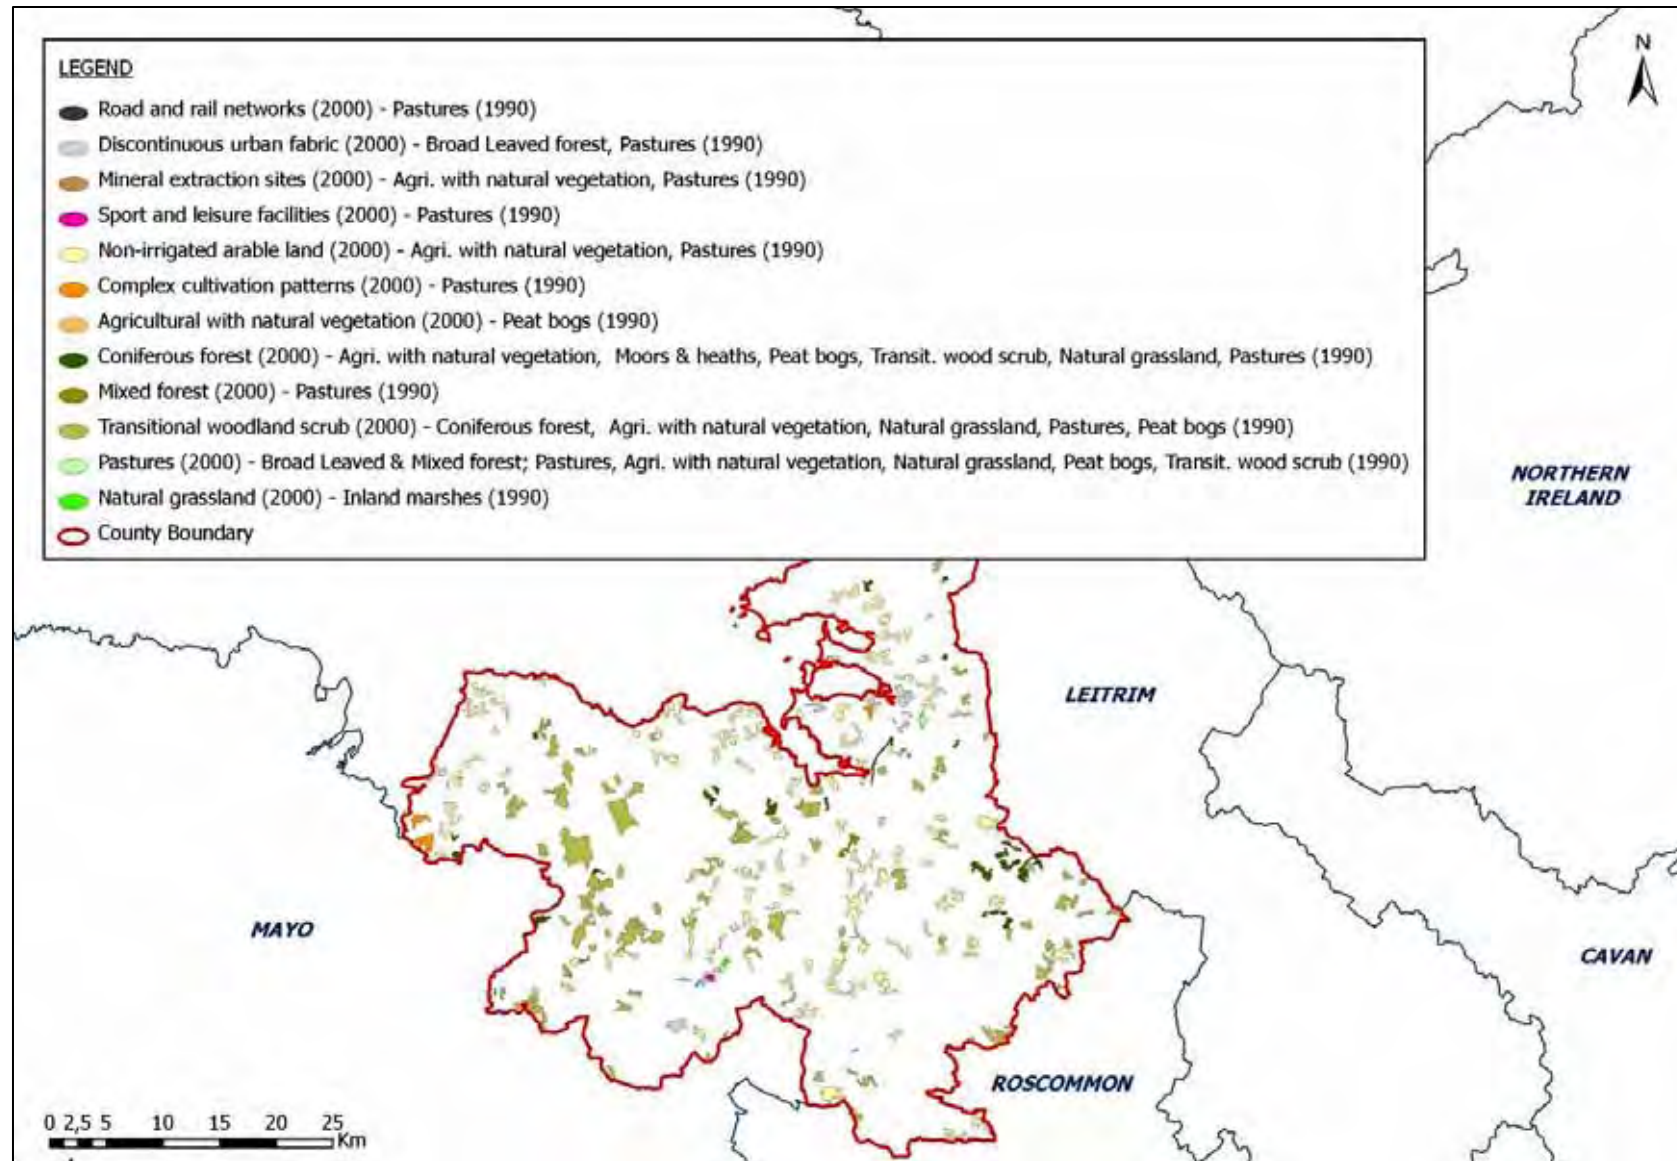 N
LEGEND
Road and rail networks (2000) - Pastures (1990)
Discontinuous urban fabric (2000) - Broad Leaved forest, Pastures (1990)
Mineral extraction sites (2000) - Agri. with natural vegetation, Pastures (1990)
Sport and leisure facilities (2000) - Pastures (1990)
Non-irrigated arable land (2000) - Agri. with natural vegetation, Pastures (1990)
Complex cultivation patterns (2000) - Pastures (1990)
Agricultural with natural vegetation (2000) - Peat bogs (1990)
Coniferous forest (2000) - Agri. with natural vegetation, Moors & heaths, Peat bogs, Transit. wood scrub, Natural grassland, Pastures (1990)
Mixed forest (2000) - Pastures (1990)
Transitional woodland scrub (2000) - Coniferous forest, Agri. with natural vegetation, Natural grassland, Pastures, Peat bogs (1990)
Pastures (2000) - Broad Leaved & Mixed forest; Pastures, Agri. with natural vegetation, Natural grassland, Peat bogs, Transit. wood scrub (1990)
Natural grassland (2000) - Inland marshes (1990)
County Boundary
NORTHERN
IRELAND
LEITRIM
MAYO
CAVAN
ROSCOMMON
0 2,5 5 10 15 20 25
Km